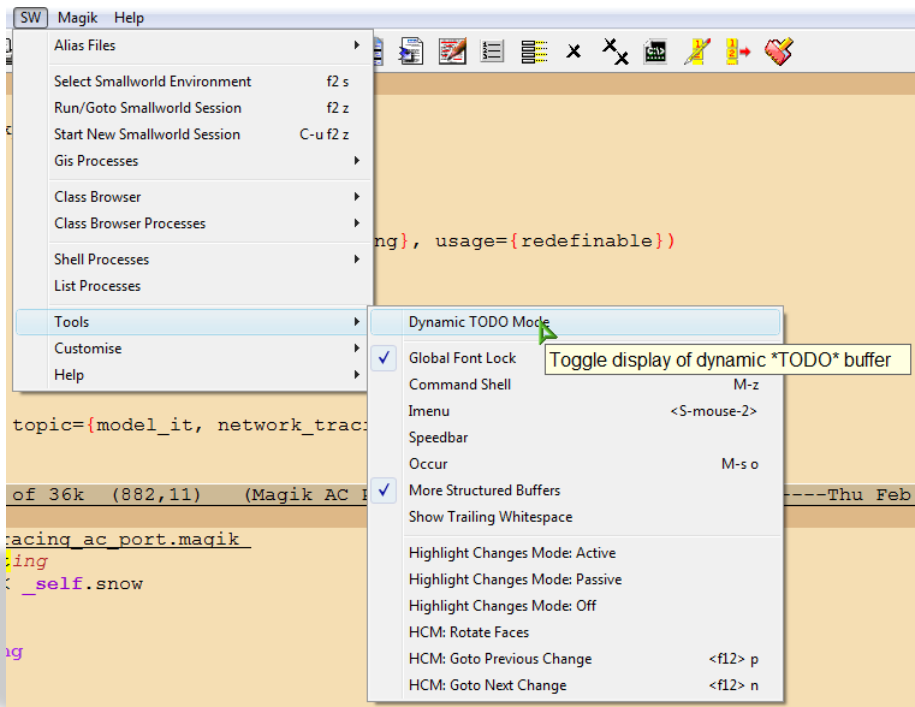 SW Magik Help
Alias Files
Select Smallworld Environment f2 s
Run/Goto Smallworld Session f2 z
Start New Smallworld Session C-u f2 z
Gis Processes
Class Browser
Class Browser Processes
ng}, usage={redefinable})
Shell Processes
List Processes
Tools
Customise
Help
Dynamic TODO Mode
Toggle display of dynamic *TODO* buffer
Global Font Lock
Command Shell M-z
Imenu <S-mouse-2>
Speedbar
Occur M-s o
More Structured Buffers
Show Trailing Whitespace
Highlight Changes Mode: Active
Highlight Changes Mode: Passive
Highlight Changes Mode: Off
HCM: Rotate Faces
HCM: Goto Previous Change <f12> p
HCM: Goto Next Change <f12> n
topic={model_it, network_trac
of 36k (882,11) (Magik AC ----Thu Feb
racing_ac_port.magik
ing
_self.snow
ng